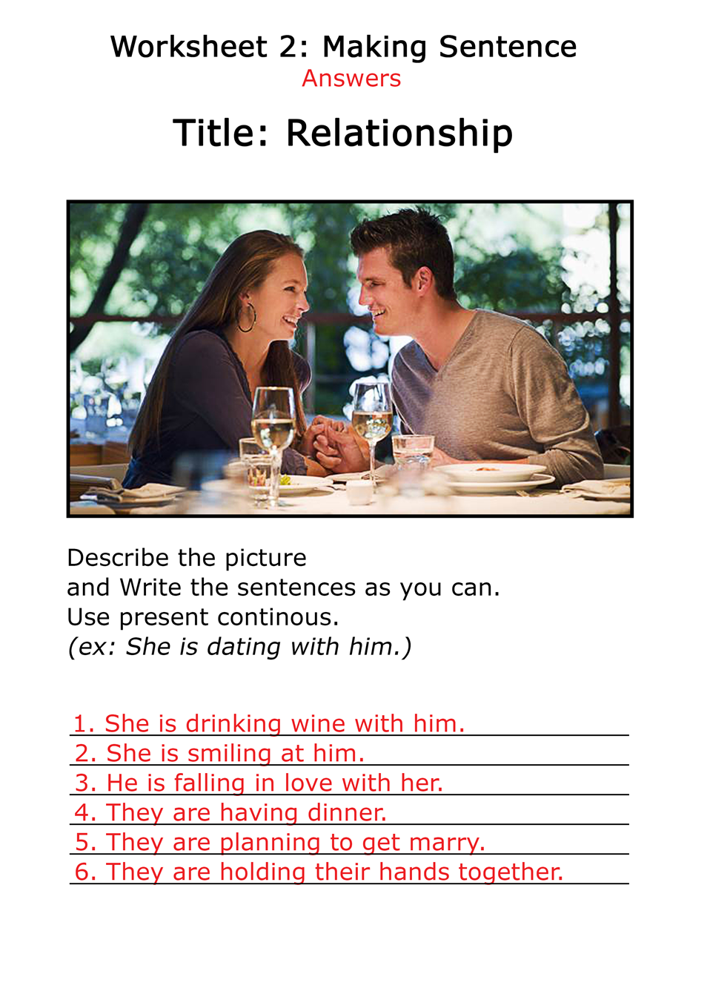 Worksheet 2: Making Sentence
Answers
Title: Relationship
Describe the picture
and Write the sentences as you can.
Use present continous.
(ex: She is dating with him.)
1. She is drinking wine with him.
2. She is smiling at him.
3. He is falling in love with her.
4. They are having dinner.
5. They are planning to get marry.
6. They are holding their hands together.